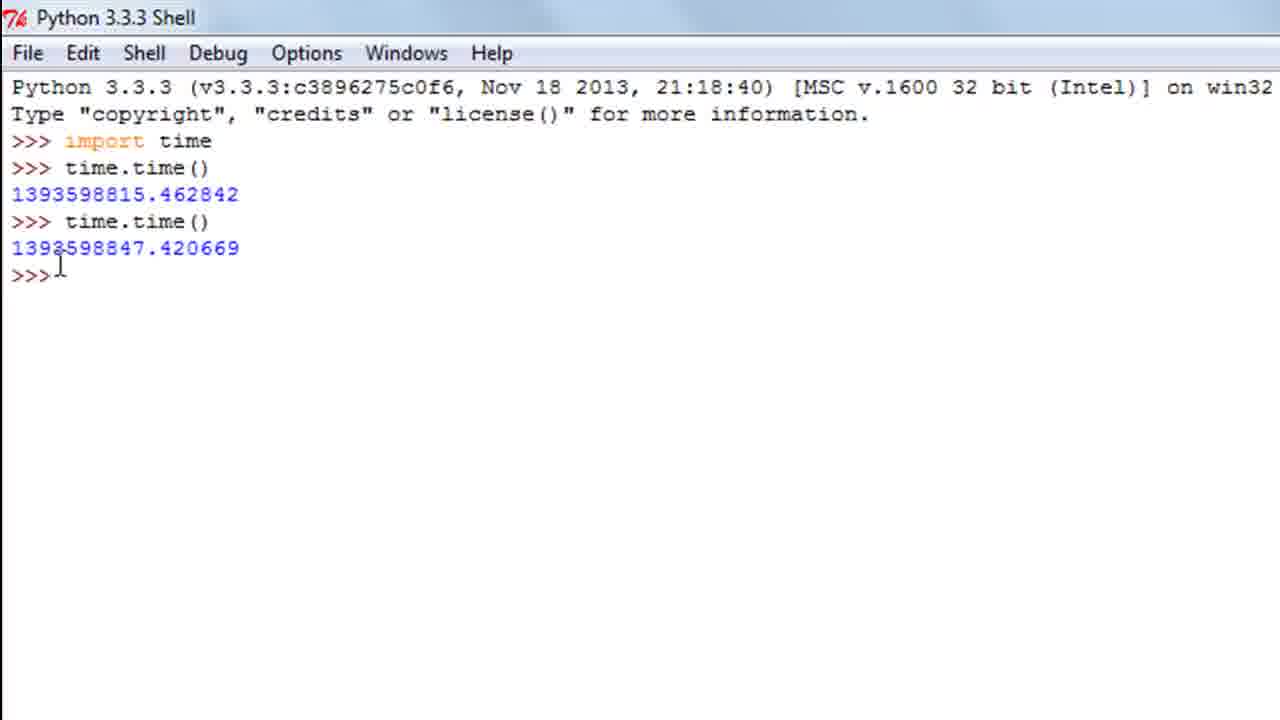 Python 3.3.3 Shell
File Edit Shell Debug Options Windows Help
Python 3.3.3 (v3.3.3:c3896275c0f6, Nov 18 2013, 21:18:40) [MSC v.1600 32 bit (Intel)] on win32
Type "copyright", "credits" or "license()" for more information.
>>> import time
>>> time.time()
1393598815.462842
>>> time.time()
1393598847.420669
>>>